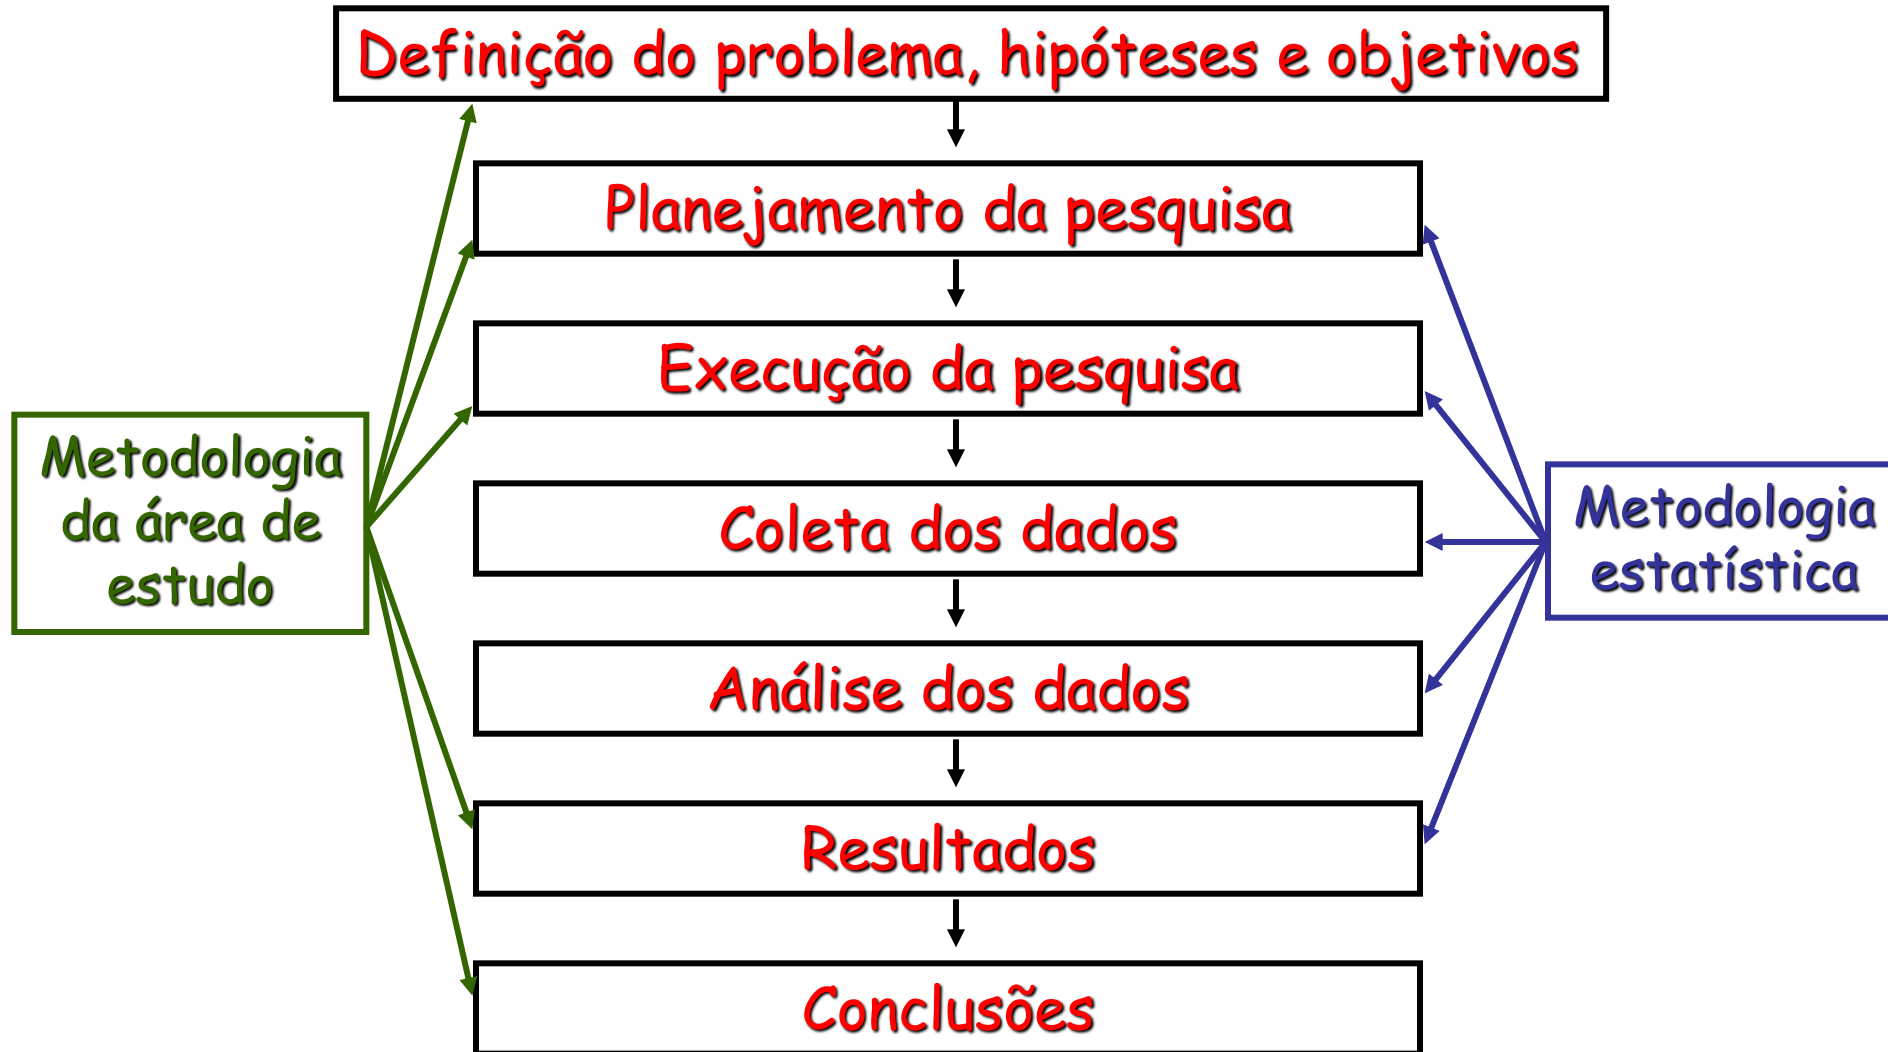 Definição do problema, hipóteses e objetivos
Planejamento da pesquisa
Execução da pesquisa
Metodologia
da área de
estudo
Coleta dos dados
Metodologia
estatística
Análise dos dados
Resultados
Conclusões